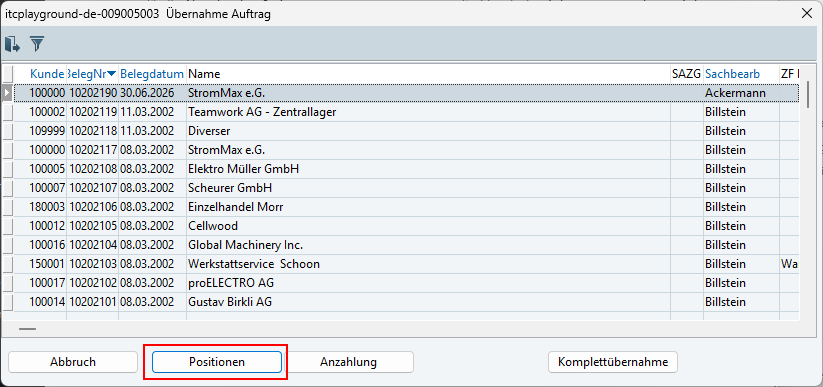 itcplayground-de-009005003 Übernahme Auftrag
Kunde BelegNr Belegdatum Name SAZG Sachbearb ZF
100000 10202190 30.06.2026 StromMax e.G. Ackermann
100002 10202119 11.03.2002 Teamwork AG - Zentrallager Billstein
109999 10202118 11.03.2002 Diverser Billstein
100000 10202117 08.03.2002 StromMax e.G. Billstein
100005 10202108 08.03.2002 Elektro Müller GmbH Billstein
100007 10202107 08.03.2002 Scheurer GmbH Billstein
180003 10202106 08.03.2002 Einzelhandel Morr Billstein
100012 10202105 08.03.2002 Cellwood Billstein
100016 10202104 08.03.2002 Global Machinery Inc. Billstein
150001 10202103 08.03.2002 Werkstattservice Schoon Billstein Wa
100017 10202102 08.03.2002 proELECTRO AG Billstein
100014 10202101 08.03.2002 Gustav Birkli AG Billstein
Abbruch Positionen Anzahlung Komplettübernahme